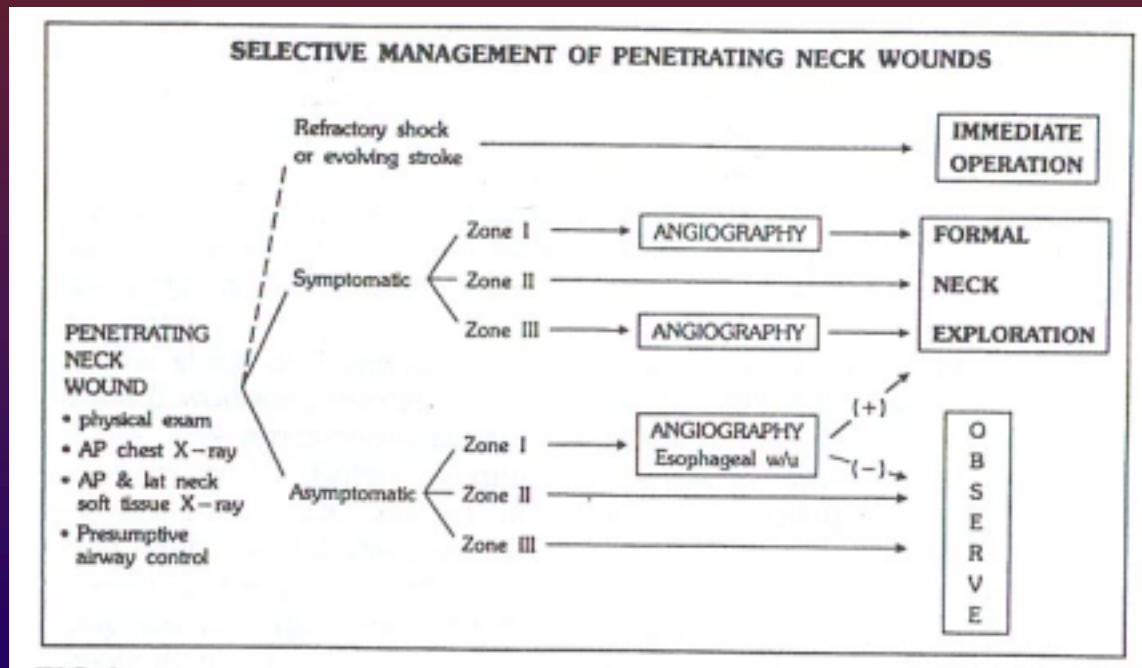 SELECTIVE MANAGEMENT OF PENETRATING NECK WOUNDS
Refractory shock
or evolving stroke
IMMEDIATE
OPERATION
Symptomatic
Zone I
ANGIOGRAPHY
Zone II
Zone III
ANGIOGRAPHY
FORMAL
NECK
EXPLORATION
PENETRATING
NECK
WOUND
• physical exam
• AP chest X-ray
• AP & lat neck
soft tissue X-ray
• Presumptive
airway control
Asymptomatic
Zone I
ANGIOGRAPHY
Esophageal w/u
(+)
(-)
Zone II
Zone III
O
B
S
E
R
V
E